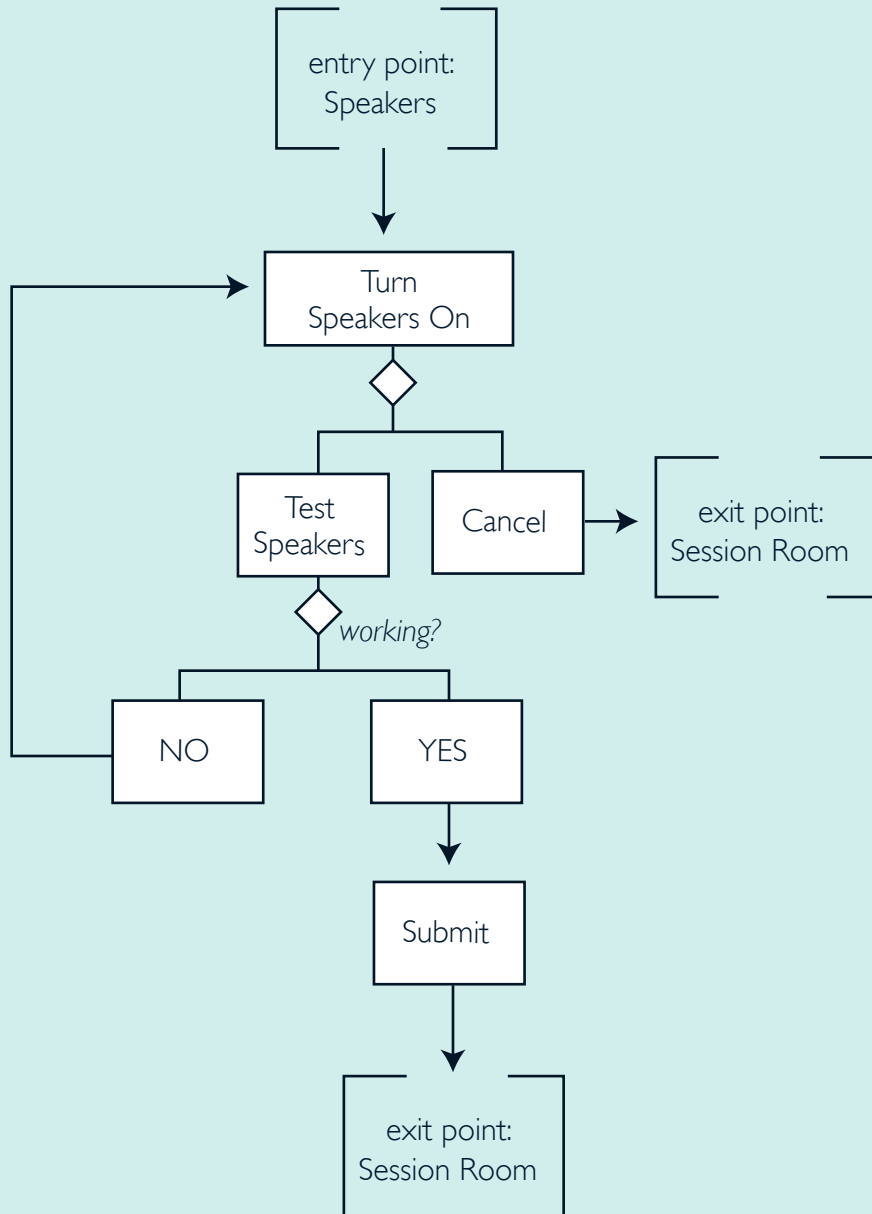 entry point:
Speakers
Turn
Speakers On
Test
Speakers
Cancel
exit point:
Session Room
working?
NO
YES
Submit
exit point:
Session Room